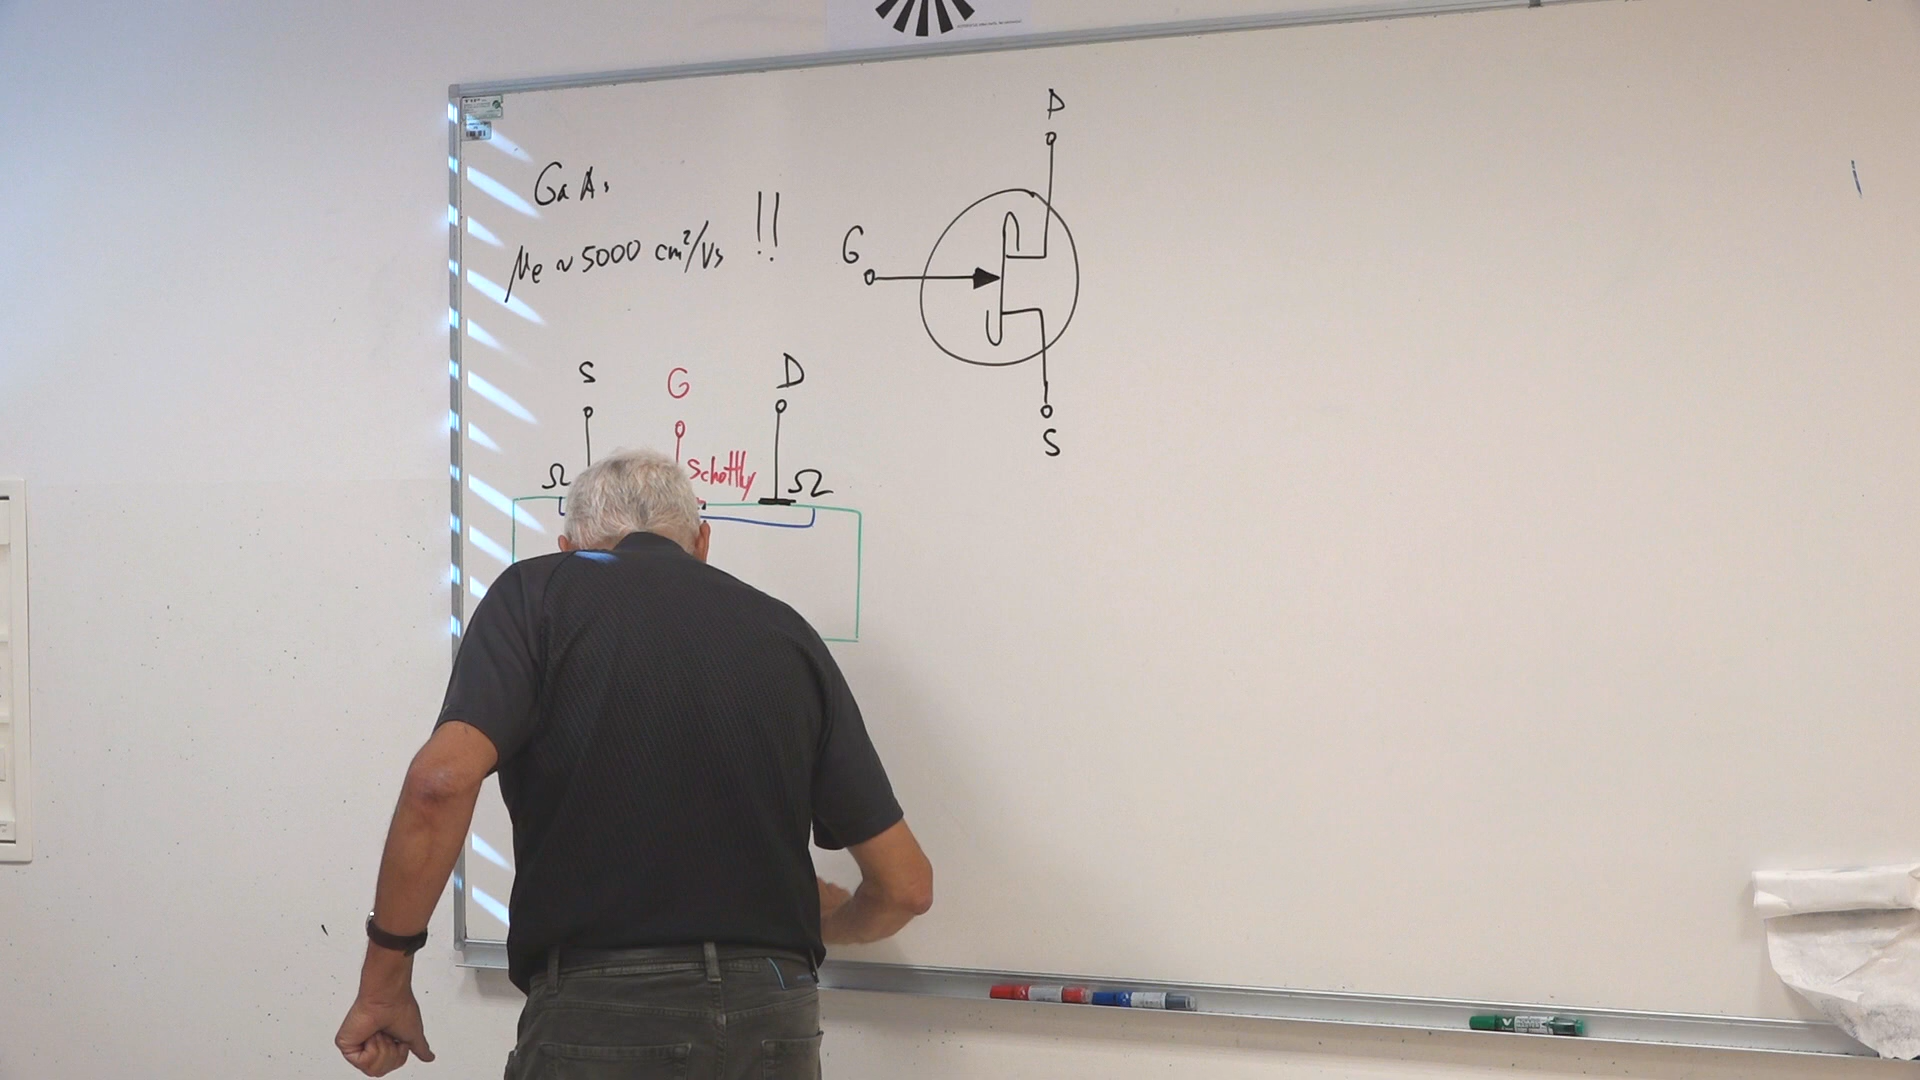 GaAs
μe ~ 5000 cm²/Vs !!
D
G
S
S
G
D
Ω
Schottky
Ω